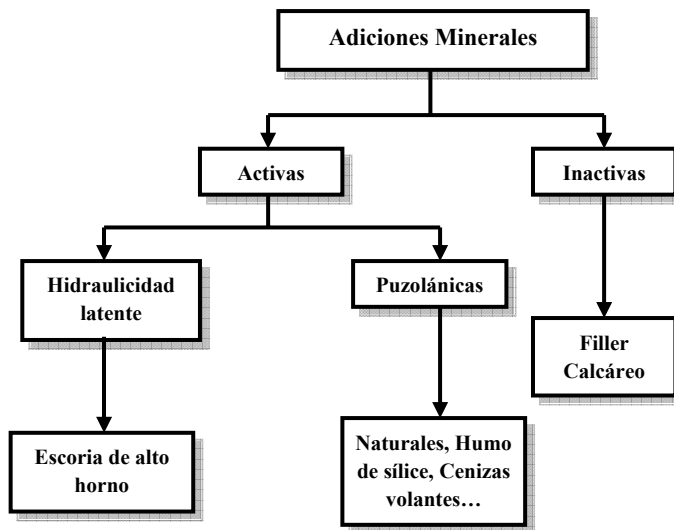 Adiciones Minerales
Activas
Inactivas
Hidraulicidad
latente
Puzolánicas
Filler
Calcáreo
Escoria de alto
horno
Naturales, Humo
de sílice, Cenizas
volantes…